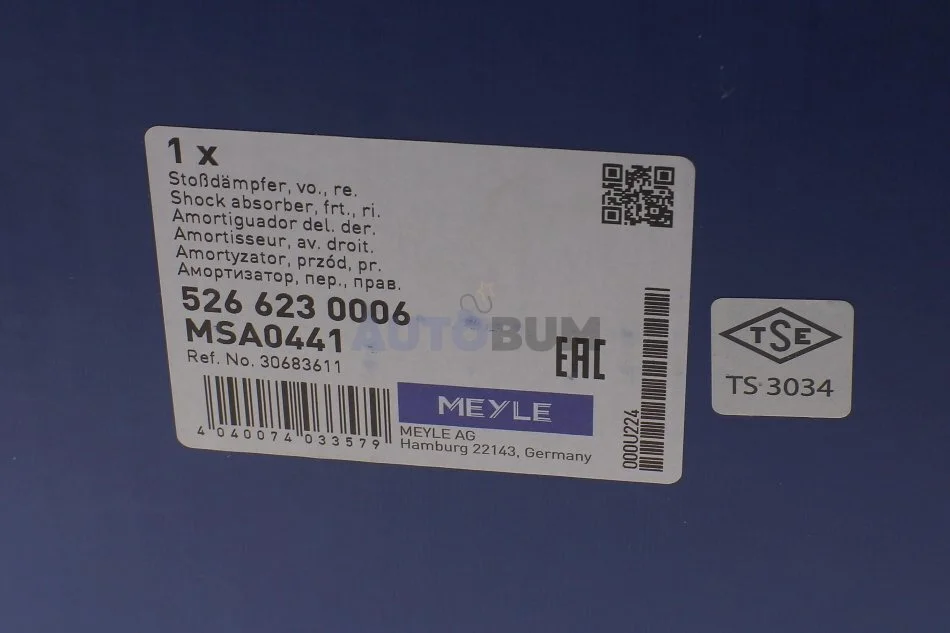 1 x
Stoßdämpfer, vo., re.
Shock absorber, frt., ri.
Amortiguador del. der.
Amortisseur, av. droit.
Amortyzator, przód, pr.
Амортизатор, пер., прав.
526 623 0006
MSA0441
Ref. No. 30683611
4 040074 033579
MEYLE
MEYLE AG
Hamburg 22143, Germany
EAC
000U224
TSE
TS 3034
AUTOBUM